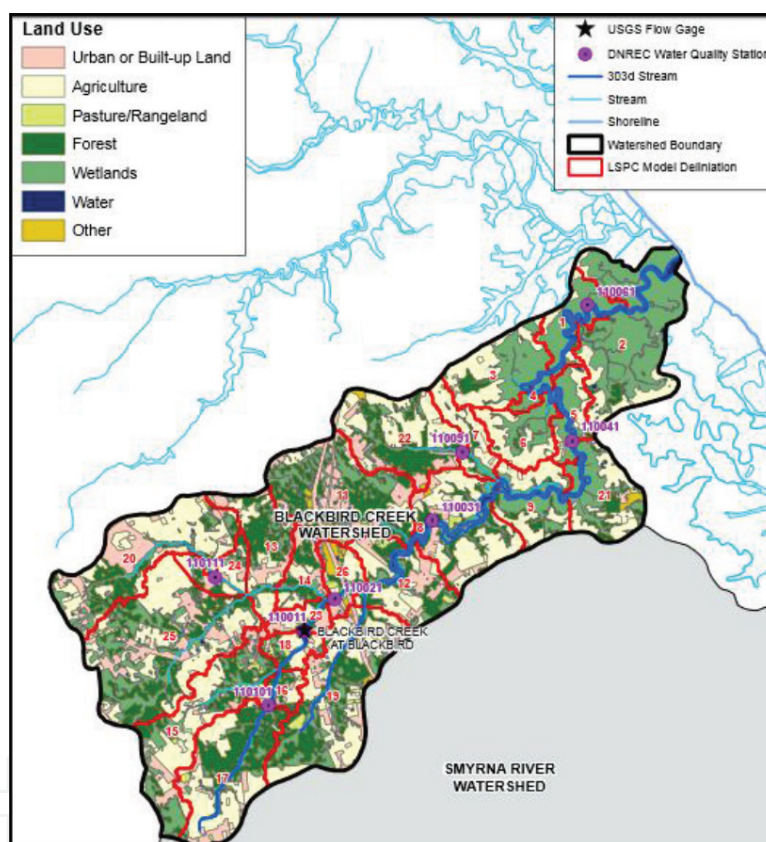 Land Use
Urban or Built-up Land
Agriculture
Pasture/Rangeland
Forest
Wetlands
Water
Other
USGS Flow Gage
DNREC Water Quality Station
303d Stream
Stream
Shoreline
Watershed Boundary
LSPC Model Deliniation
110061
1
2
3
4
5
110041
6
7
22
110051
21
9
11
110031
8
BLACKBIRD CREEK
WATERSHED
13
20
110111
24
14
26
12
110021
110011
23
BLACKBIRD CREEK
AT BLACKBIRD
25
18
16
19
110101
15
17
SMYRNA RIVER
WATERSHED